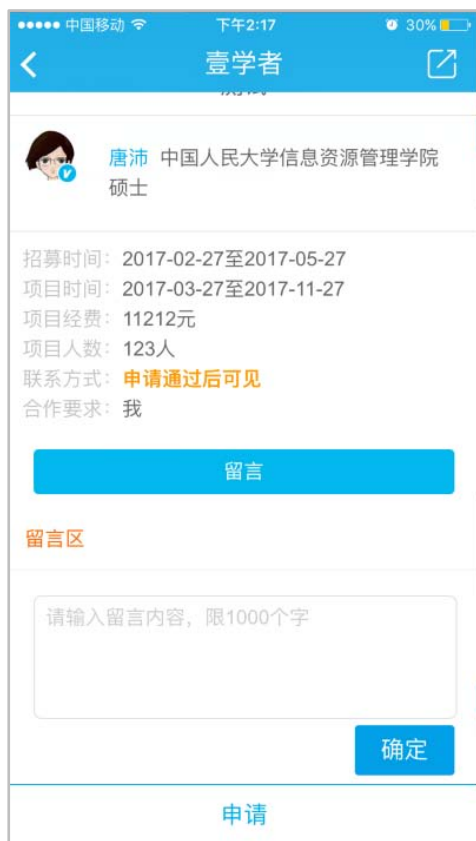 中国移动 下午2:17 30%
壹学者
唐沛 中国人民大学信息资源管理学院
硕士
招募时间：2017-02-27至2017-05-27
项目时间：2017-03-27至2017-11-27
项目经费：11212元
项目人数：123人
联系方式：申请通过后可见
合作要求：我
留言
留言区
请输入留言内容，限1000个字
确定
申请